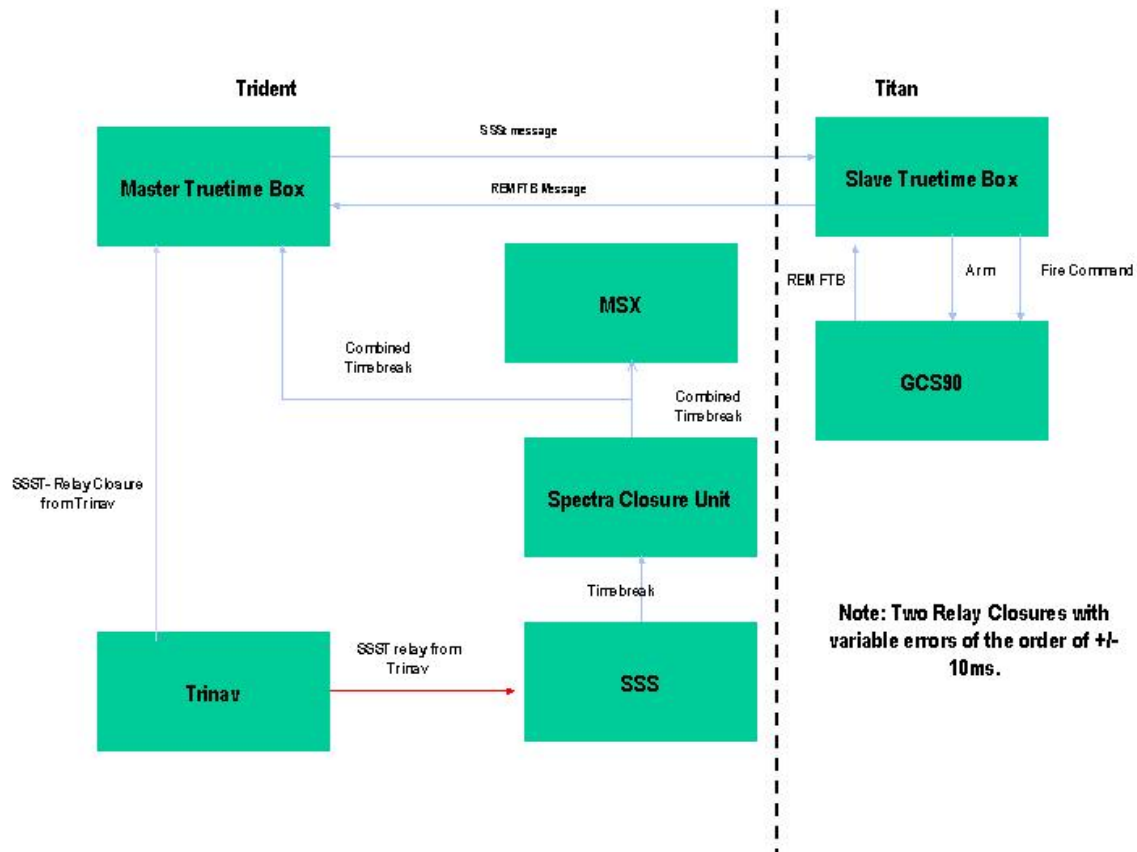 Trident
Titan
SSSt message
Master Truetime Box
Slave Truetime Box
REM FTB Message
REM FTB
Arm
Fire Command
MSX
Combined
Timebreak
GCS90
Combined
Timebreak
SSST- Relay Closure
from Trinav
Spectra Closure Unit
Timebreak
Note: Two Relay Closures with
variable errors of the order of +/-
10ms.
SSST relay from
Trinav
Trinav
SSS